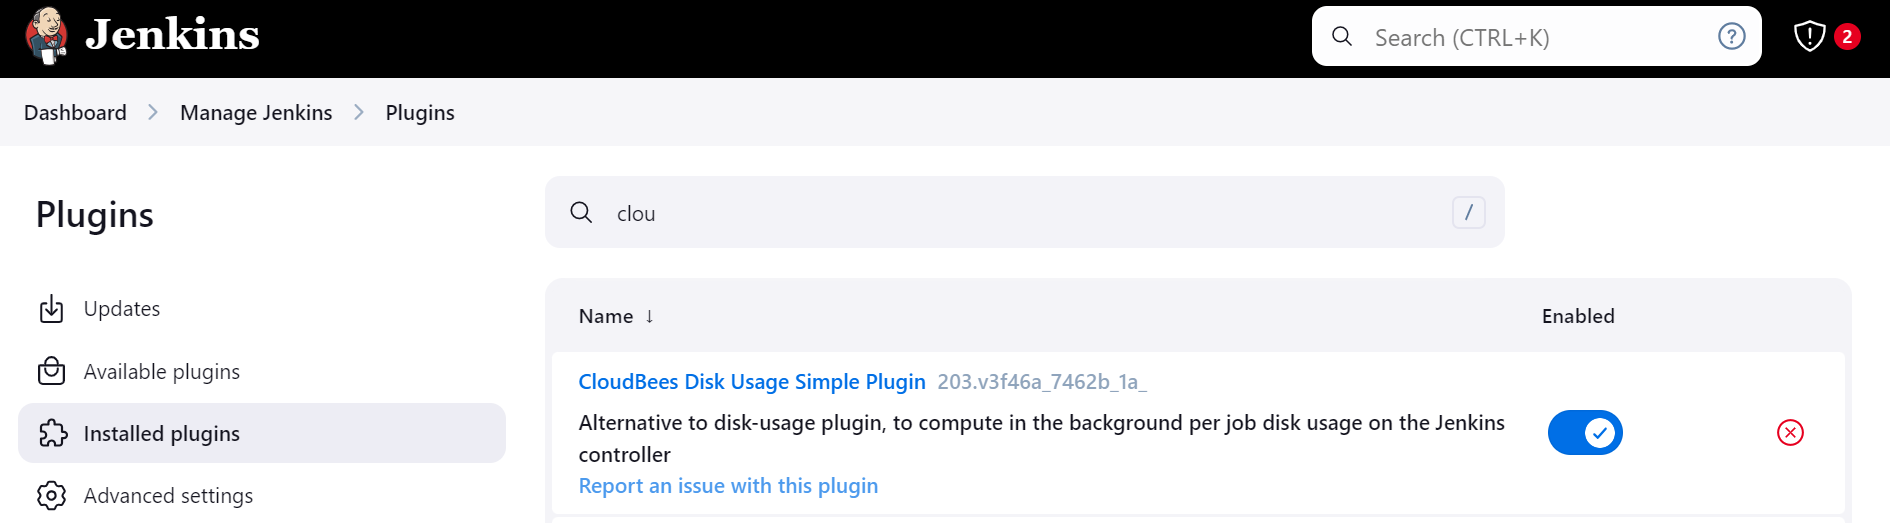 Jenkins
Search (CTRL+K)
?
2
Dashboard
Manage Jenkins
Plugins
Plugins
clou
/
Updates
Available plugins
Installed plugins
Advanced settings
Name ↓
Enabled
CloudBees Disk Usage Simple Plugin 203.v3f46a_7462b_1a_
Alternative to disk-usage plugin, to compute in the background per job disk usage on the Jenkins
controller
Report an issue with this plugin